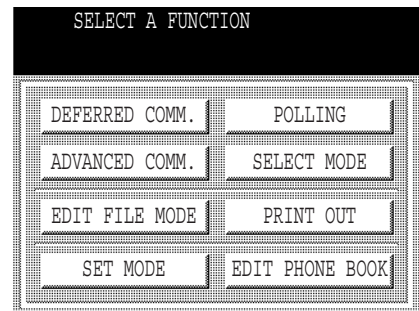 SELECT A FUNCTION
DEFERRED COMM. POLLING
ADVANCED COMM. SELECT MODE
EDIT FILE MODE PRINT OUT
SET MODE EDIT PHONE BOOK